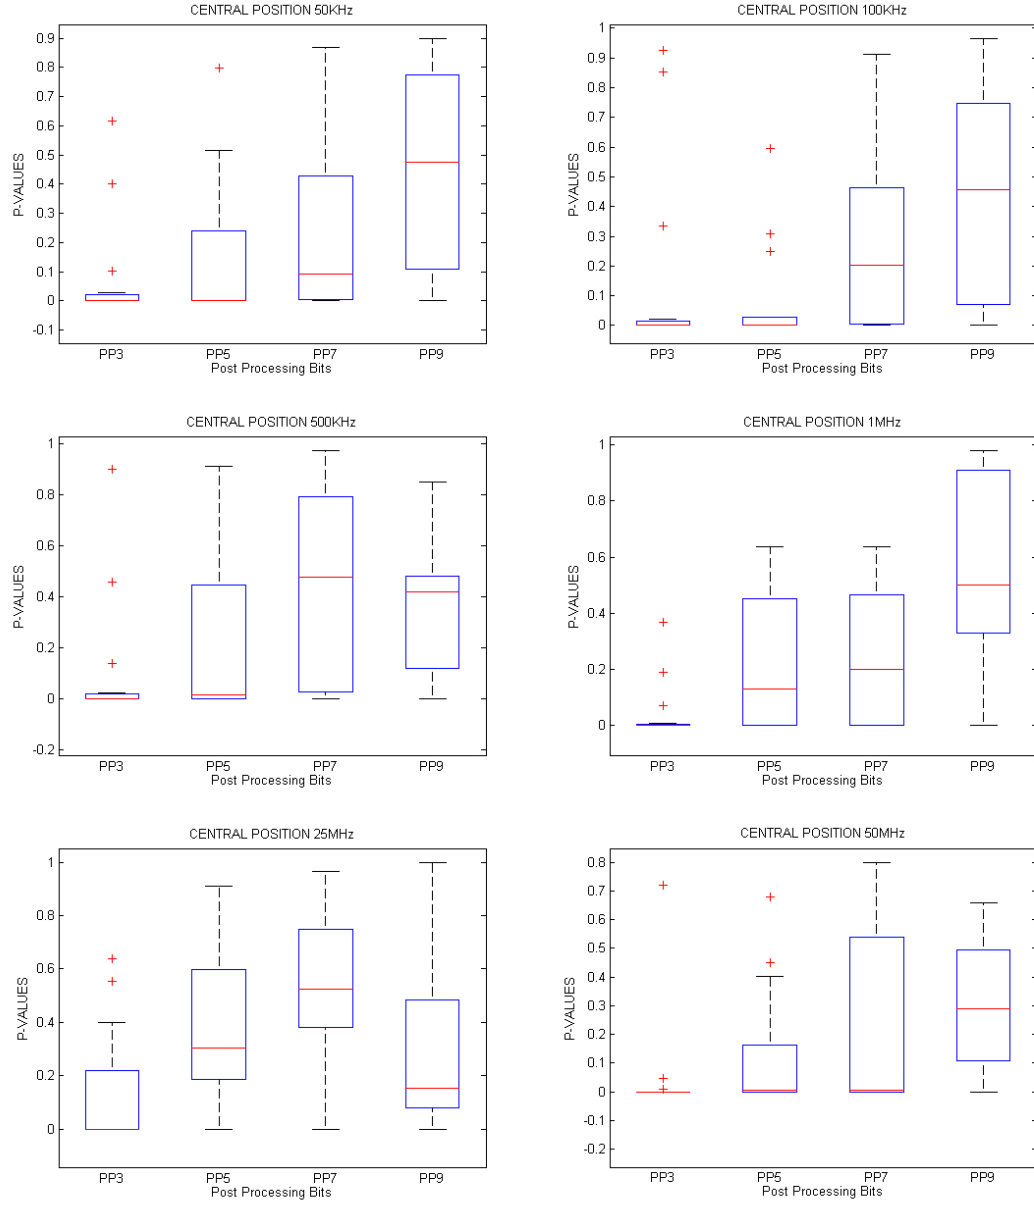 CENTRAL POSITION 50KHz
P-VALUES
0.9
0.8
0.7
0.6
0.5
0.4
0.3
0.2
0.1
0
-0.1
PP3 PP5 PP7 PP9
Post Processing Bits
CENTRAL POSITION 100KHz
P-VALUES
1
0.9
0.8
0.7
0.6
0.5
0.4
0.3
0.2
0.1
0
PP3 PP5 PP7 PP9
Post Processing Bits
CENTRAL POSITION 500KHz
P-VALUES
1
0.8
0.6
0.4
0.2
0
-0.2
PP3 PP5 PP7 PP9
Post Processing Bits
CENTRAL POSITION 1MHz
P-VALUES
1
0.8
0.6
0.4
0.2
0
PP3 PP5 PP7 PP9
Post Processing Bits
CENTRAL POSITION 25MHz
P-VALUES
1
0.8
0.6
0.4
0.2
0
PP3 PP5 PP7 PP9
Post Processing Bits
CENTRAL POSITION 50MHz
P-VALUES
0.8
0.7
0.6
0.5
0.4
0.3
0.2
0.1
0
-0.1
-0.2
PP3 PP5 PP7 PP9
Post Processing Bits